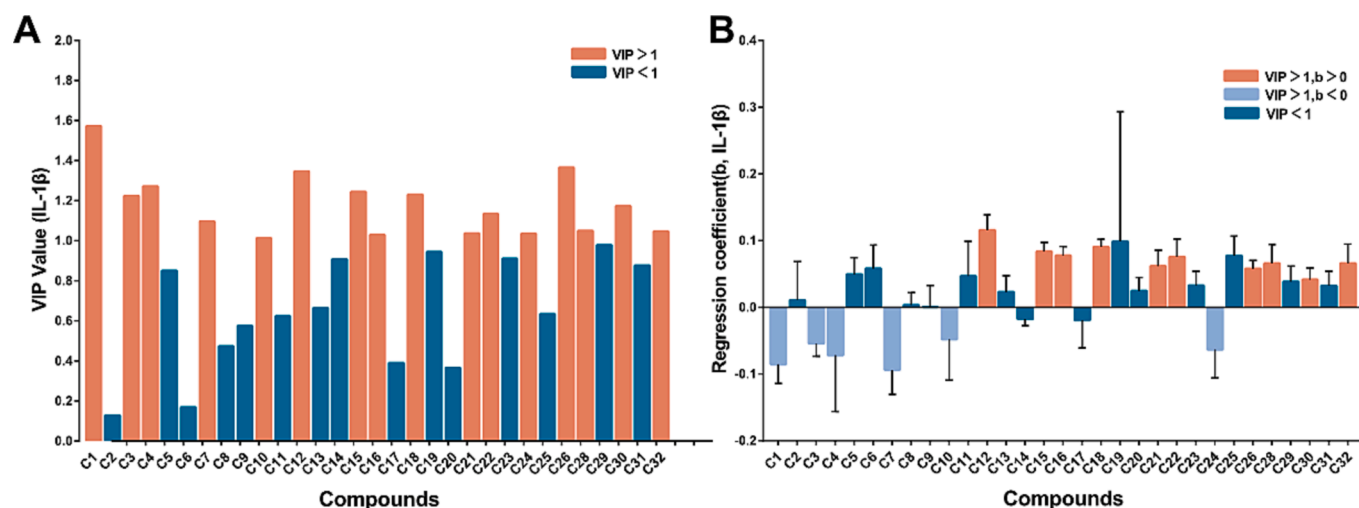 A
2.0
1.8
1.6
1.4
1.2
1.0
0.8
0.6
0.4
0.2
0.0
VIP Value (IL-1β)
VIP > 1
VIP < 1
C1 C2 C3 C4 C5 C6 C7 C8 C9 C10 C11 C12 C13 C14 C15 C16 C17 C18 C19 C20 C21 C22 C23 C24 C25 C26 C28 C29 C30 C31 C32
Compounds
B
0.4
0.3
0.2
0.1
0.0
-0.1
-0.2
Regression coefficient(b, IL-1β)
VIP > 1,b > 0
VIP > 1,b < 0
VIP < 1
C1 C2 C3 C4 C5 C6 C7 C8 C9 C10 C11 C12 C13 C14 C15 C16 C17 C18 C19 C20 C21 C22 C23 C24 C25 C26 C28 C29 C30 C31 C32
Compounds